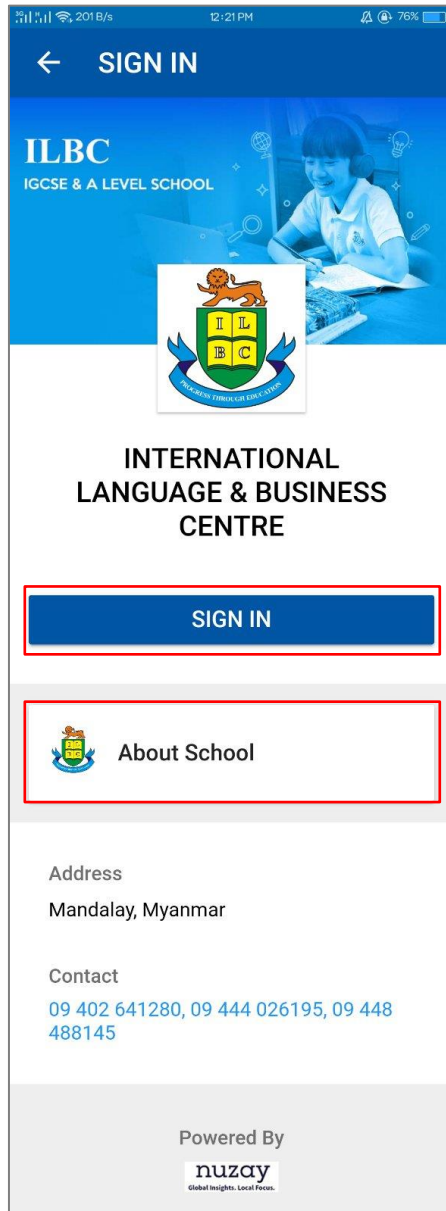 3G 201 B/s 12:21 PM 76%
SIGN IN
ILBC
IGCSE & A LEVEL SCHOOL
I L
B C
PROGRESS THROUGH EDUCATION
INTERNATIONAL
LANGUAGE & BUSINESS
CENTRE
SIGN IN
About School
Address
Mandalay, Myanmar
Contact
09 402 641280, 09 444 026195, 09 448
488145
Powered By
nuzay
Global Insights. Local Focus.